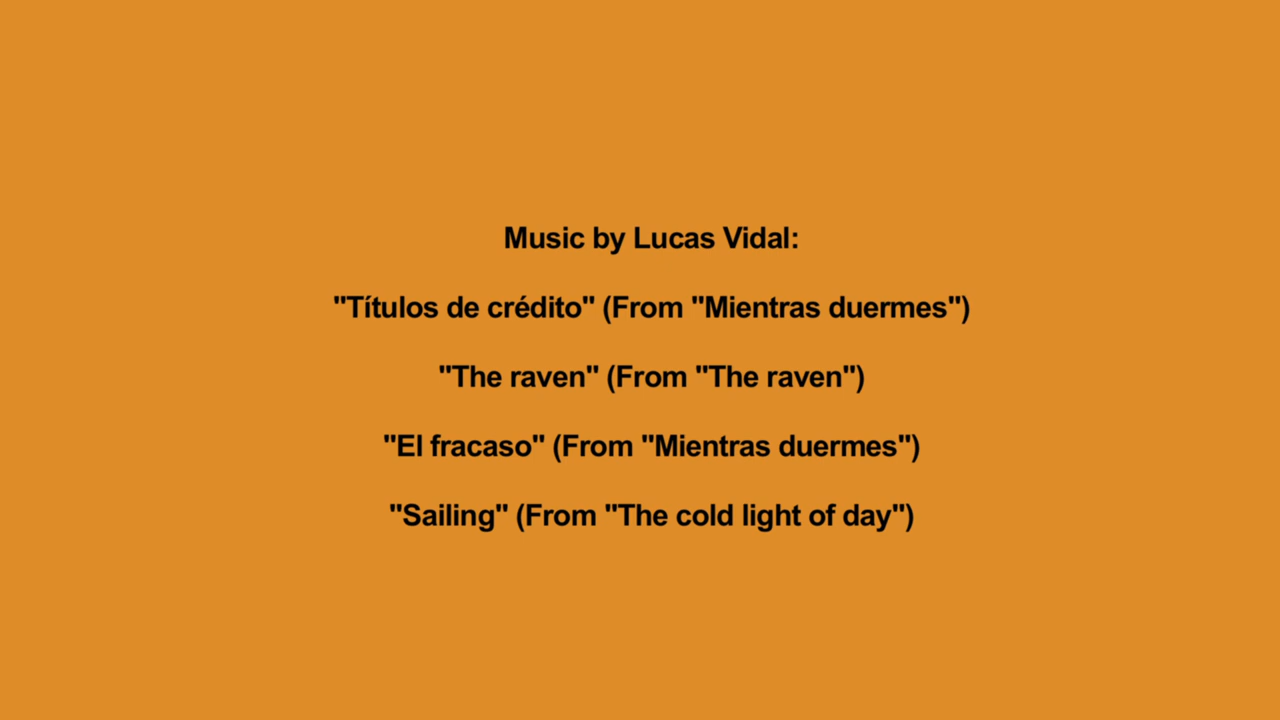 Music by Lucas Vidal:
"Títulos de crédito" (From "Mientras duermes")
"The raven" (From "The raven")
"El fracaso" (From "Mientras duermes")
"Sailing" (From "The cold light of day")